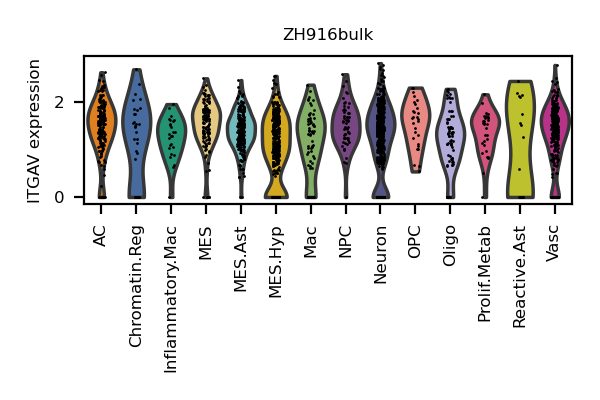 ZH916bulk
ITGAV expression
2
0
AC
Chromatin.Reg
Inflammatory.Mac
MES
MES.Ast
MES.Hyp
Mac
NPC
Neuron
OPC
Oligo
Prolif.Metab
Reactive.Ast
Vasc